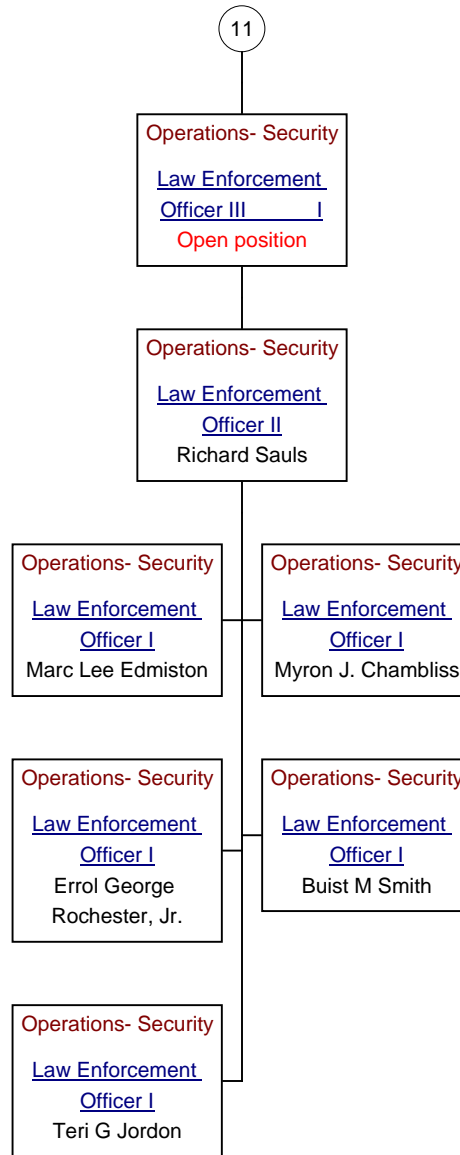 11
Operations- Security
Law Enforcement
Officer III I
Open position
Operations- Security
Law Enforcement
Officer II
Richard Sauls
Operations- Security
Law Enforcement
Officer I
Marc Lee Edmiston
Operations- Security
Law Enforcement
Officer I
Myron J. Chambliss
Operations- Security
Law Enforcement
Officer I
Errol George
Rochester, Jr.
Operations- Security
Law Enforcement
Officer I
Buist M Smith
Operations- Security
Law Enforcement
Officer I
Teri G Jordon